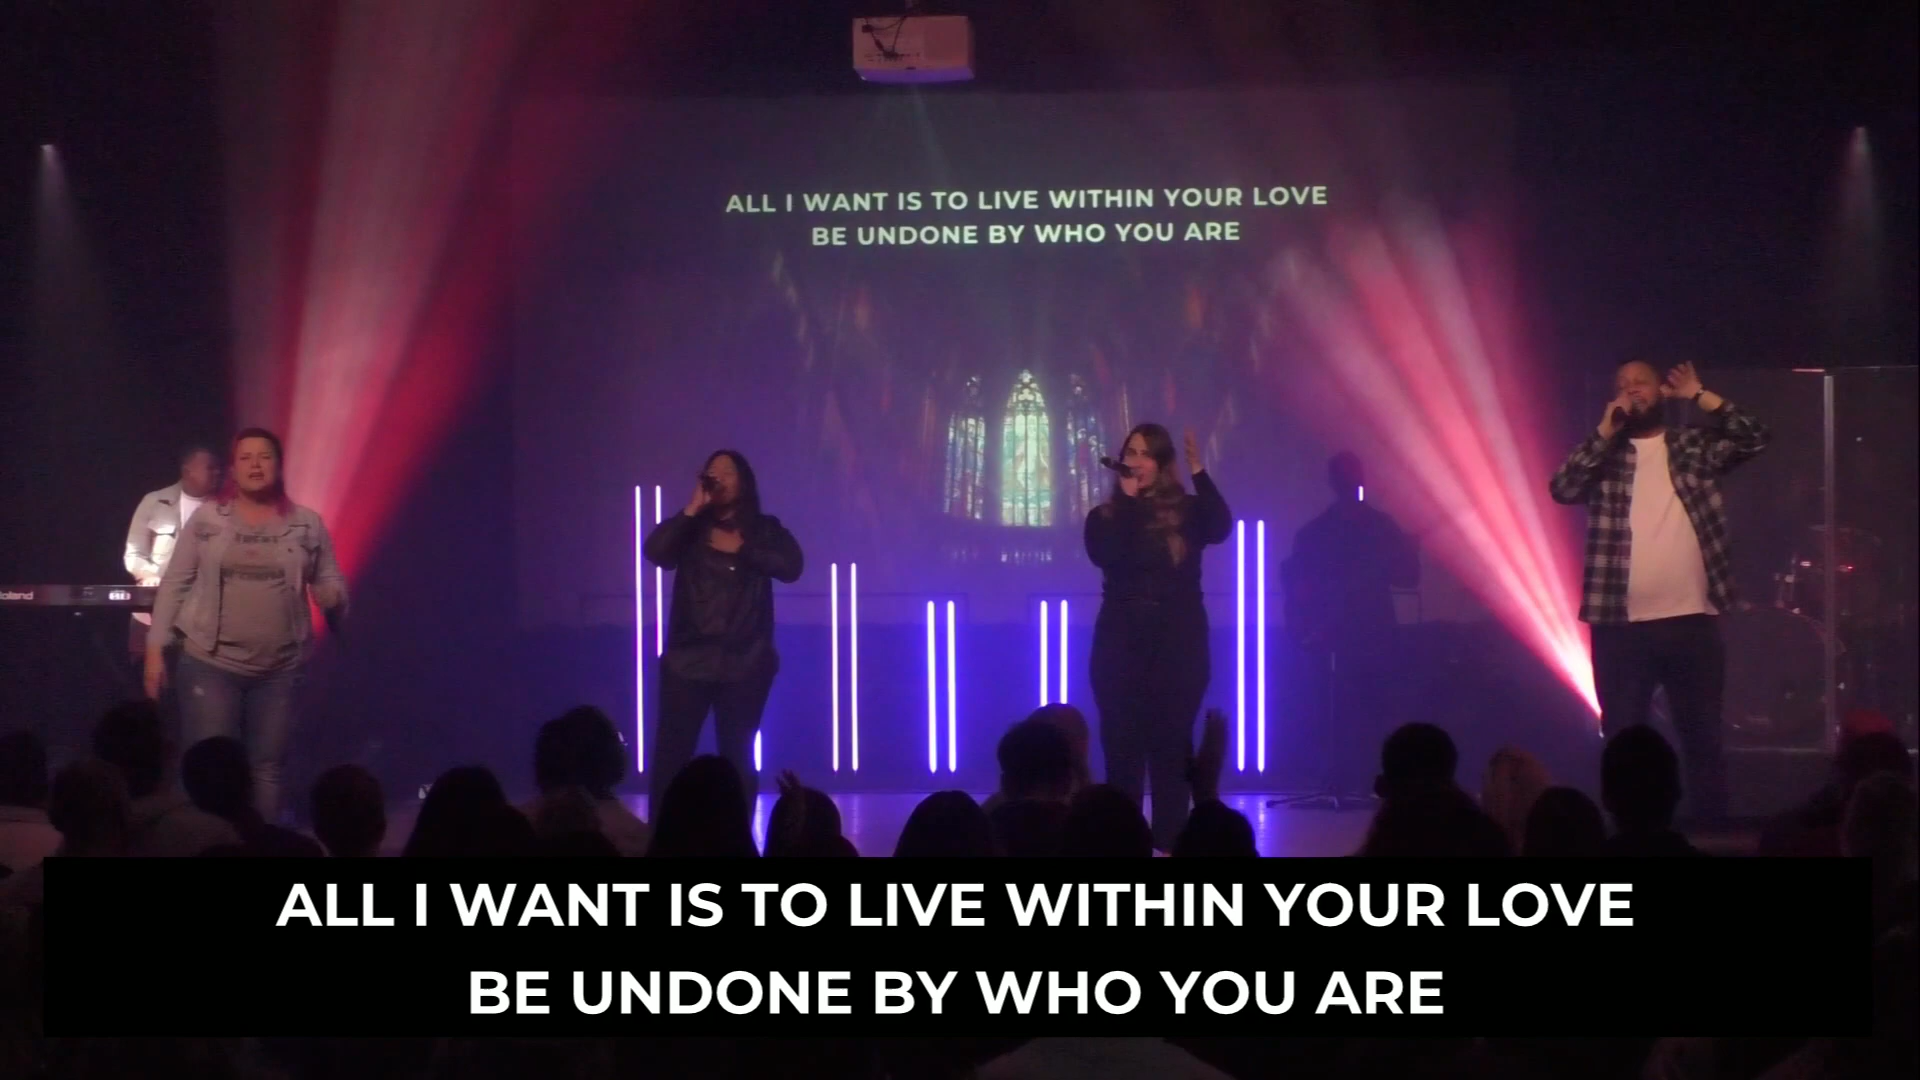 ALL I WANT IS TO LIVE WITHIN YOUR LOVE
BE UNDONE BY WHO YOU ARE
Roland
ALL I WANT IS TO LIVE WITHIN YOUR LOVE
BE UNDONE BY WHO YOU ARE